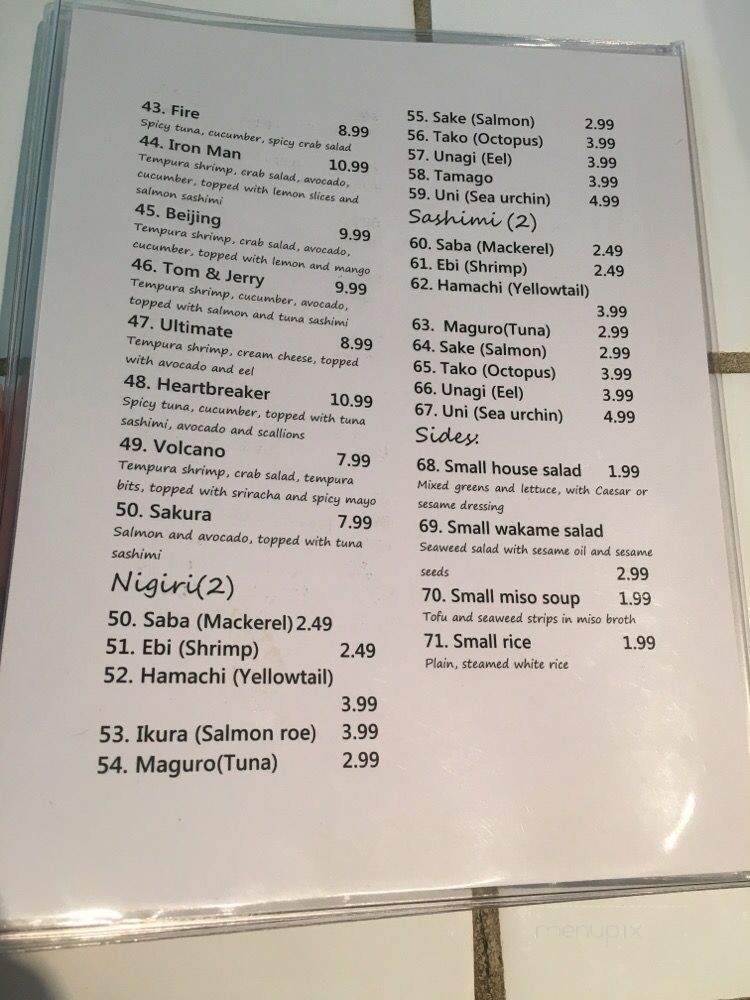 43. Fire
8.99
Spicy tuna, cucumber, spicy crab salad
44. Iron Man
10.99
Tempura shrimp, crab salad, avocado,
cucumber, topped with lemon slices and
salmon sashimi
45. Beijing
9.99
Tempura shrimp, crab salad, avocado,
cucumber, topped with lemon and mango
46. Tom & Jerry
9.99
Tempura shrimp, cucumber, avocado,
topped with salmon and tuna sashimi
47. Ultimate
8.99
Tempura shrimp, cream cheese, topped
with avocado and eel
48. Heartbreaker
10.99
Spicy tuna, cucumber, topped with tuna
sashimi, avocado and scallions
49. Volcano
7.99
Tempura shrimp, crab salad, tempura
bits, topped with sriracha and spicy mayo
50. Sakura
7.99
Salmon and avocado, topped with tuna
sashimi
Nigiri(2)
50. Saba (Mackerel) 2.49
51. Ebi (Shrimp) 2.49
52. Hamachi (Yellowtail)
3.99
53. Ikura (Salmon roe) 3.99
54. Maguro(Tuna) 2.99
55. Sake (Salmon) 2.99
56. Tako (Octopus) 3.99
57. Unagi (Eel) 3.99
58. Tamago 3.99
59. Uni (Sea urchin) 4.99
Sashimi (2)
60. Saba (Mackerel) 2.49
61. Ebi (Shrimp) 2.49
62. Hamachi (Yellowtail)
3.99
63. Maguro(Tuna) 2.99
64. Sake (Salmon) 2.99
65. Tako (Octopus) 3.99
66. Unagi (Eel) 3.99
67. Uni (Sea urchin) 4.99
Sides:
68. Small house salad 1.99
Mixed greens and lettuce, with Caesar or
sesame dressing
69. Small wakame salad
Seaweed salad with sesame oil and sesame
seeds 2.99
70. Small miso soup 1.99
Tofu and seaweed strips in miso broth
71. Small rice 1.99
Plain, steamed white rice
menupix